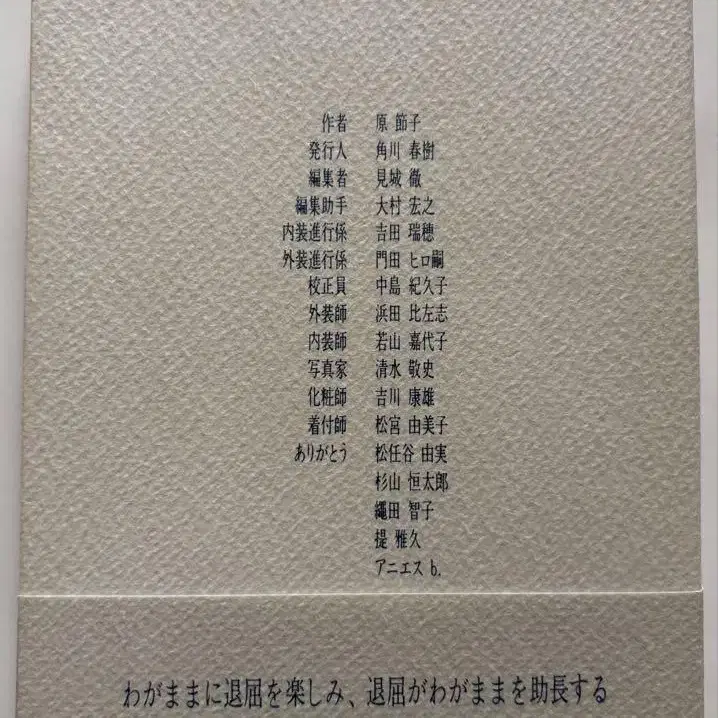 作者 原 節子
発行人 角川 春樹
編集者 見城 徹
編集助手 大村 宏之
内装進行係 吉田 瑞穂
外装進行係 門田 ヒロ嗣
校正員 中島 紀久子
外装師 浜田 比左志
内装師 若山 嘉代子
写真家 清水 敬史
化粧師 吉川 康雄
着付師 松宮 由美子
ありがとう 松任谷 由実
杉山 恒太郎
繩田 智子
提 雅久
アニエス b.
わがままに退屈を楽しみ、退屈がわがままを助長する